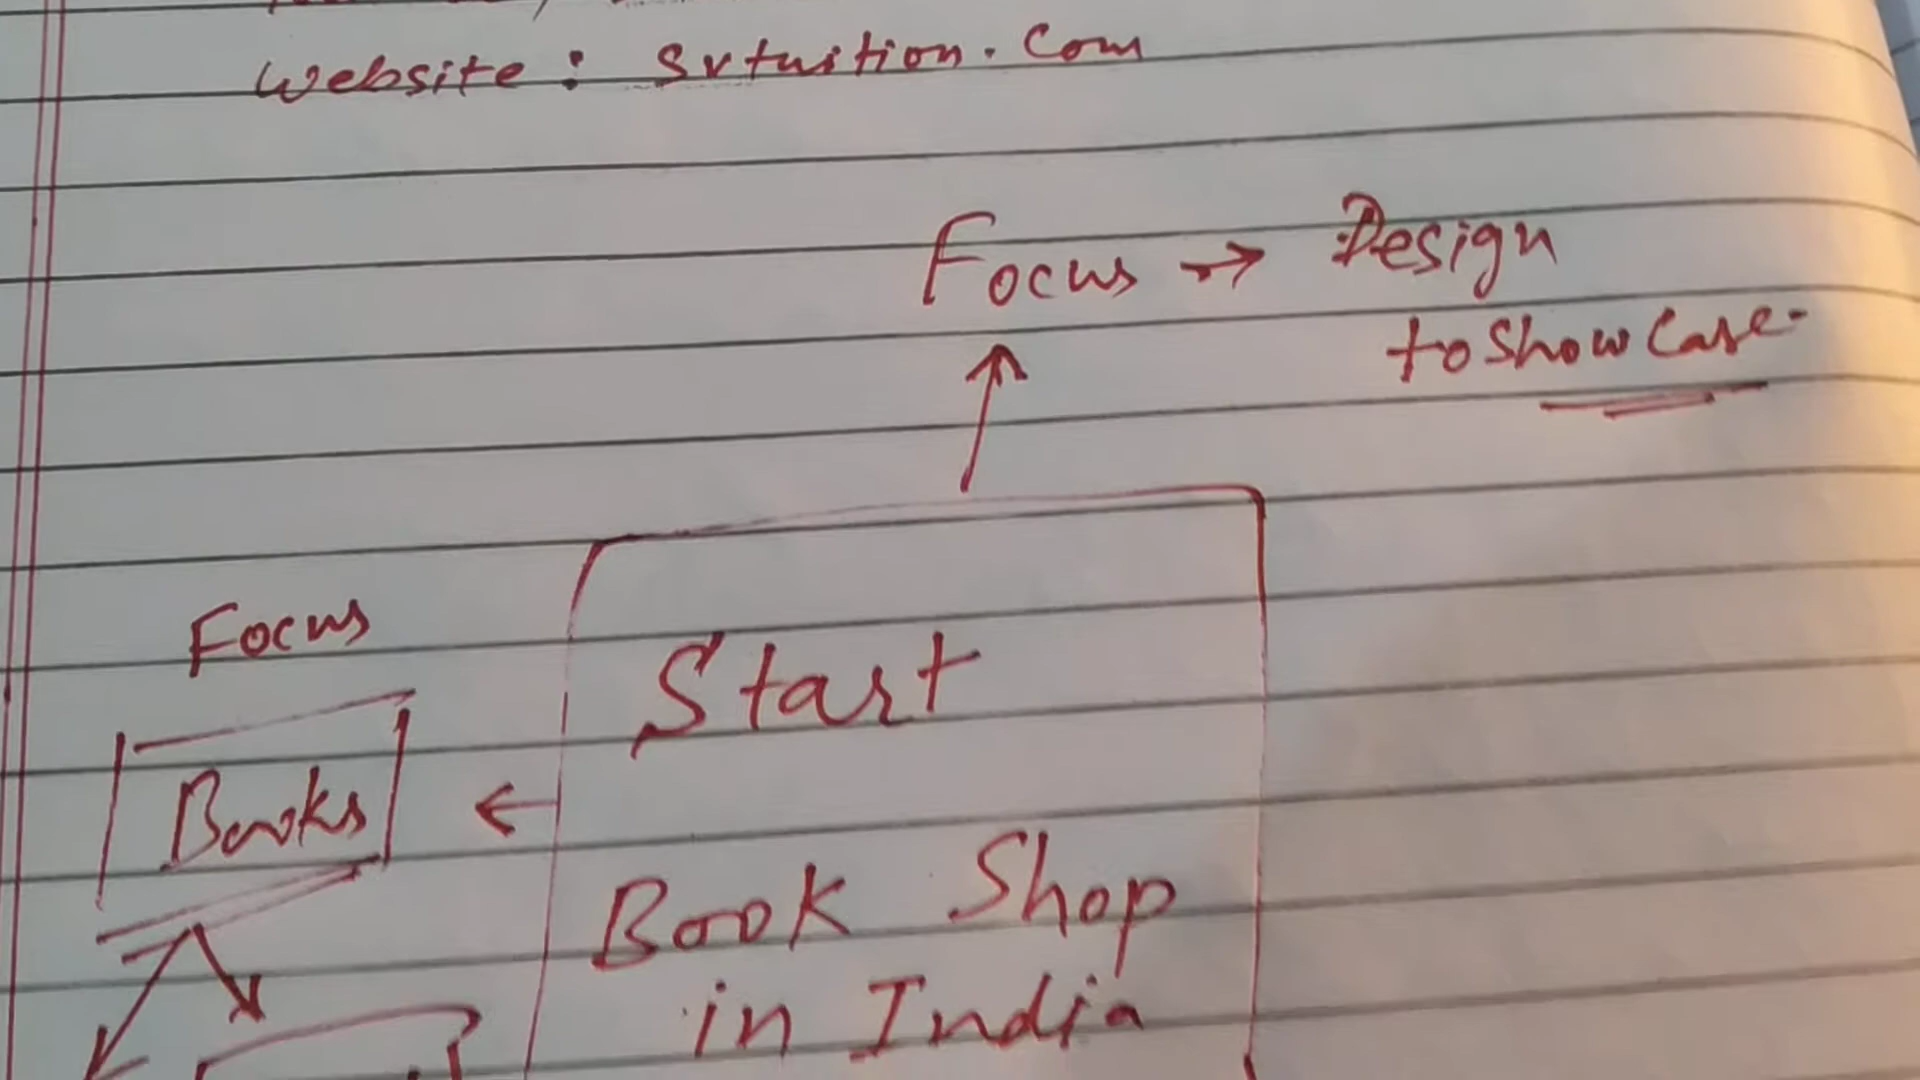 Website: Svtuition.Com
Focus → Design
to Show Case.
Focus
Start
Books ←
Book Shop
in India